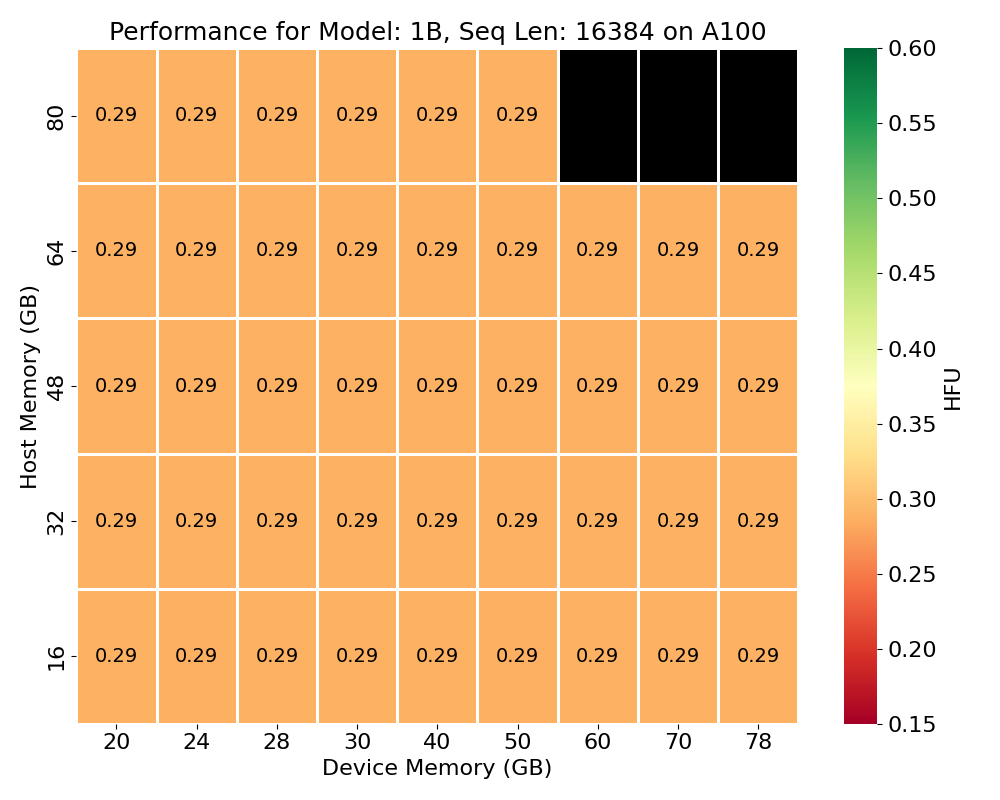 Performance for Model: 1B, Seq Len: 16384 on A100
80 0.29 0.29 0.29 0.29 0.29 0.29
64 0.29 0.29 0.29 0.29 0.29 0.29 0.29 0.29 0.29
48 0.29 0.29 0.29 0.29 0.29 0.29 0.29 0.29 0.29
32 0.29 0.29 0.29 0.29 0.29 0.29 0.29 0.29 0.29
16 0.29 0.29 0.29 0.29 0.29 0.29 0.29 0.29 0.29
20 24 28 30 40 50 60 70 78
Device Memory (GB)
Host Memory (GB)
0.60
0.55
0.50
0.45
0.40
0.35
0.30
0.25
0.20
0.15
HFU